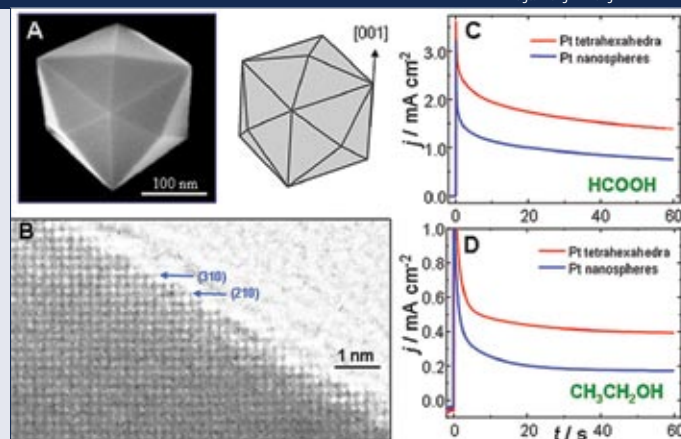 A
[001]
100 nm
B
(310)
(210)
1 nm
C
j / mA cm⁻²
3.0
2.0
1.0
0.0
Pt tetrahexahedra
Pt nanospheres
HCOOH
0 20 40 60
D
j / mA cm⁻²
1.0
0.8
0.6
0.4
0.2
0.0
Pt tetrahexahedra
Pt nanospheres
CH₃CH₂OH
0 20 40 60
t / s